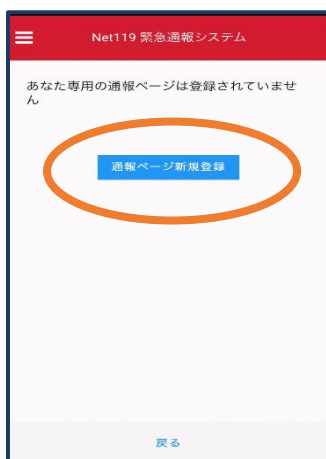 Net119 緊急通報システム
あなた専用の通報ページは登録されていませ
ん
通報ページ新規登録
戻る